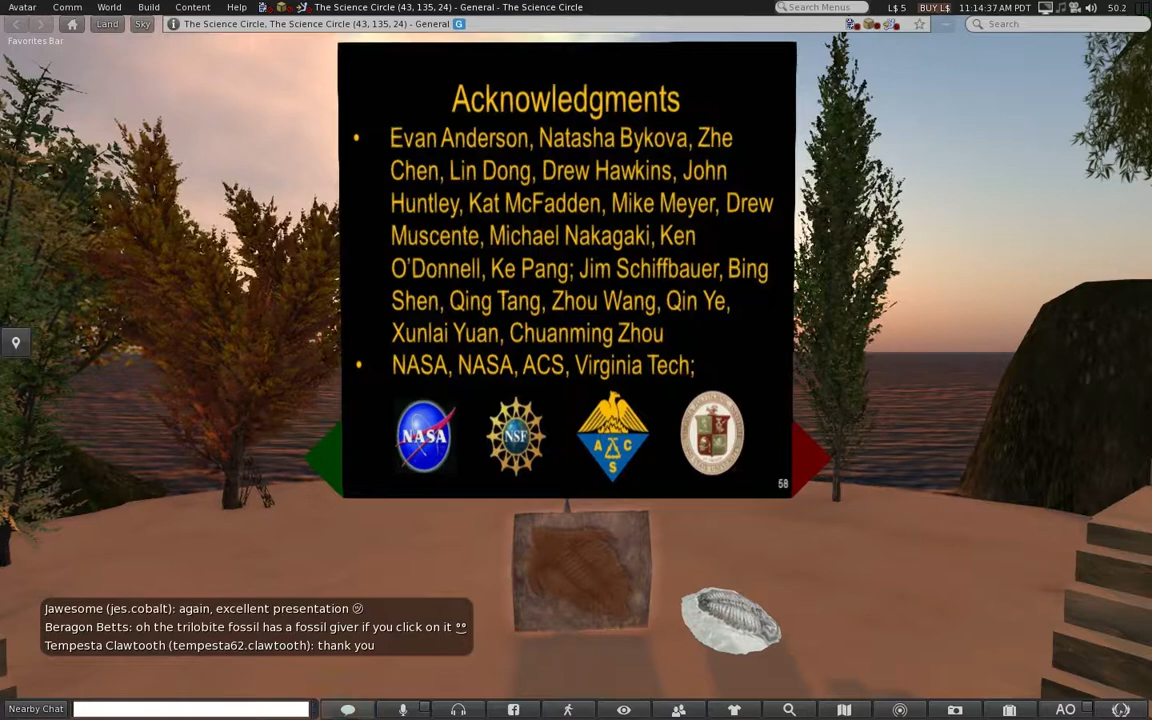 Avatar Comm World Build Content Help The Science Circle (43, 135, 24) - General - The Science Circle Search Menus L$ 5 BUY L$ 11:14:37 AM PDT 50.2
Land Sky The Science Circle, The Science Circle (43, 135, 24) - General G Search
Favorites Bar
Acknowledgments
• Evan Anderson, Natasha Bykova, Zhe
Chen, Lin Dong, Drew Hawkins, John
Huntley, Kat McFadden, Mike Meyer, Drew
Muscente, Michael Nakagaki, Ken
O'Donnell, Ke Pang; Jim Schiffbauer, Bing
Shen, Qing Tang, Zhou Wang, Qin Ye,
Xunlai Yuan, Chuanming Zhou
• NASA, NASA, ACS, Virginia Tech;
NASA NSF A C S
58
Jawesome (jes.cobalt): again, excellent presentation
Beragon Betts: oh the trilobite fossil has a fossil giver if you click on it
Tempesta Clawtooth (tempesta62.clawtooth): thank you
Nearby Chat AO